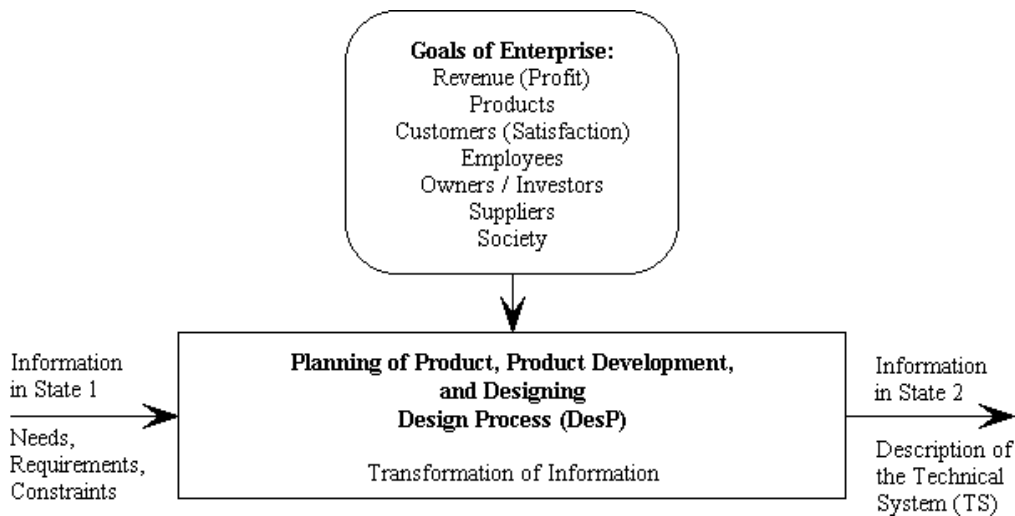 Goals of Enterprise:
Revenue (Profit)
Products
Customers (Satisfaction)
Employees
Owners / Investors
Suppliers
Society
Information
in State 1
Needs,
Requirements,
Constraints
Planning of Product, Product Development,
and Designing
Design Process (DesP)
Transformation of Information
Information
in State 2
Description of
the Technical
System (TS)